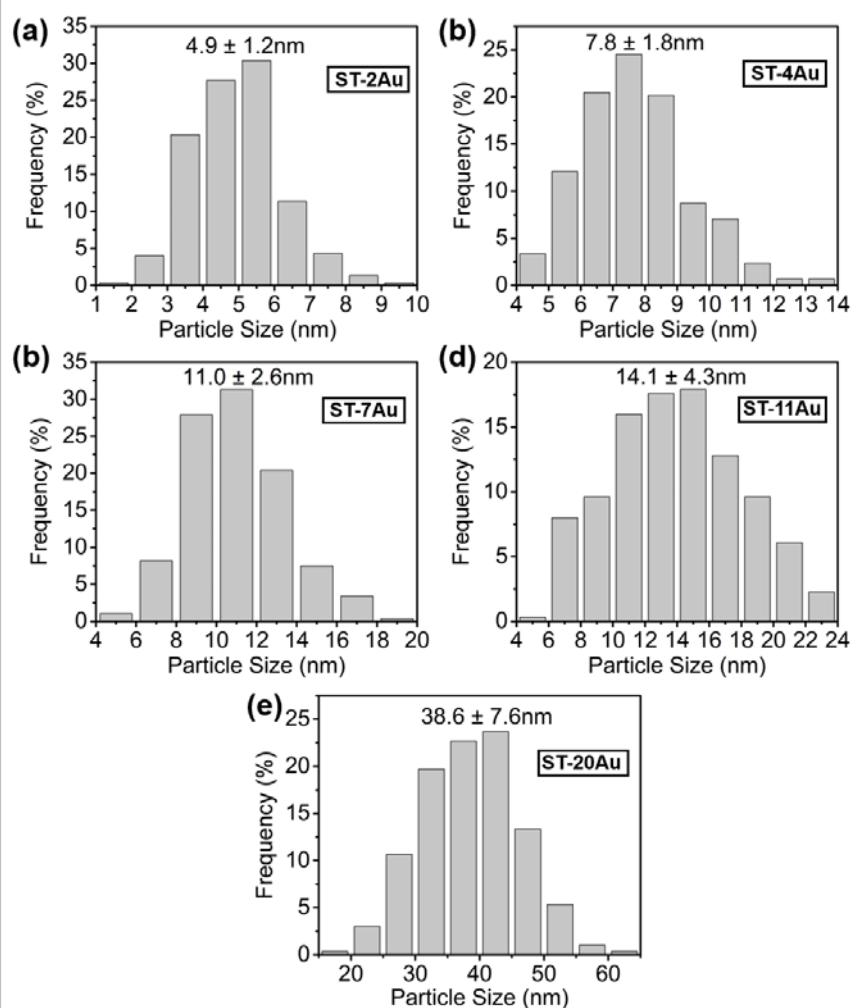 (a)
4.9 ± 1.2nm
ST-2Au
Frequency (%)
35
30
25
20
15
10
5
0
1 2 3 4 5 6 7 8 9 10
Particle Size (nm)
(b)
7.8 ± 1.8nm
ST-4Au
Frequency (%)
25
20
15
10
5
0
4 5 6 7 8 9 10 11 12 13 14
Particle Size (nm)
(b)
11.0 ± 2.6nm
ST-7Au
Frequency (%)
35
30
25
20
15
10
5
0
4 6 8 10 12 14 16 18 20
Particle Size (nm)
(d)
14.1 ± 4.3nm
ST-11Au
Frequency (%)
20
15
10
5
0
4 6 8 10 12 14 16 18 20 22 24
Particle Size (nm)
(e)
38.6 ± 7.6nm
ST-20Au
Frequency (%)
25
20
15
10
5
0
20 30 40 50 60
Particle Size (nm)